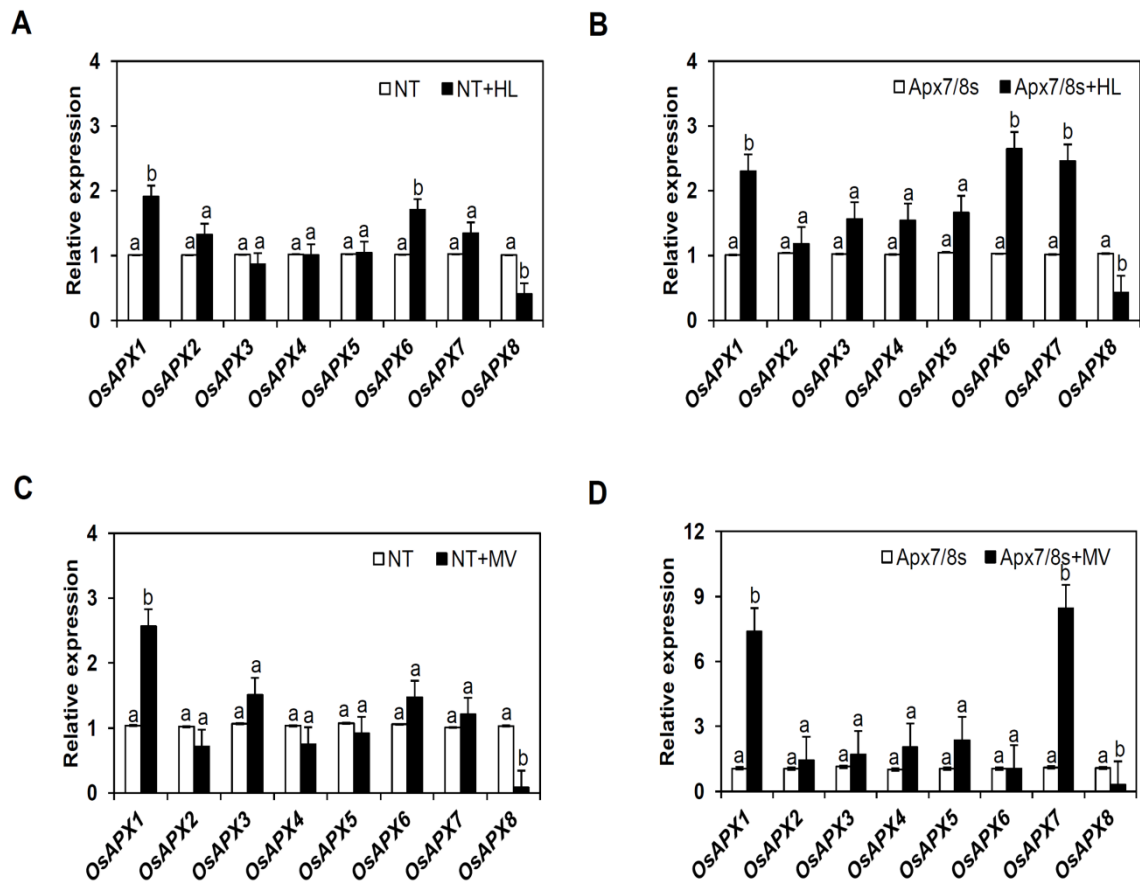 A
Relative expression
4
3
2
1
0
NT NT+HL
a b a a a a a a a a a b a a a b
OsAPX1 OsAPX2 OsAPX3 OsAPX4 OsAPX5 OsAPX6 OsAPX7 OsAPX8
B
Relative expression
4
3
2
1
0
Apx7/8s Apx7/8s+HL
a b a a a a a a a a a b a b a b
OsAPX1 OsAPX2 OsAPX3 OsAPX4 OsAPX5 OsAPX6 OsAPX7 OsAPX8
C
Relative expression
4
3
2
1
0
NT NT+MV
a b a a a a a a a a a a a a a b
OsAPX1 OsAPX2 OsAPX3 OsAPX4 OsAPX5 OsAPX6 OsAPX7 OsAPX8
D
Relative expression
12
9
6
3
0
Apx7/8s Apx7/8s+MV
a b a a a a a a a a a a a b a b
OsAPX1 OsAPX2 OsAPX3 OsAPX4 OsAPX5 OsAPX6 OsAPX7 OsAPX8